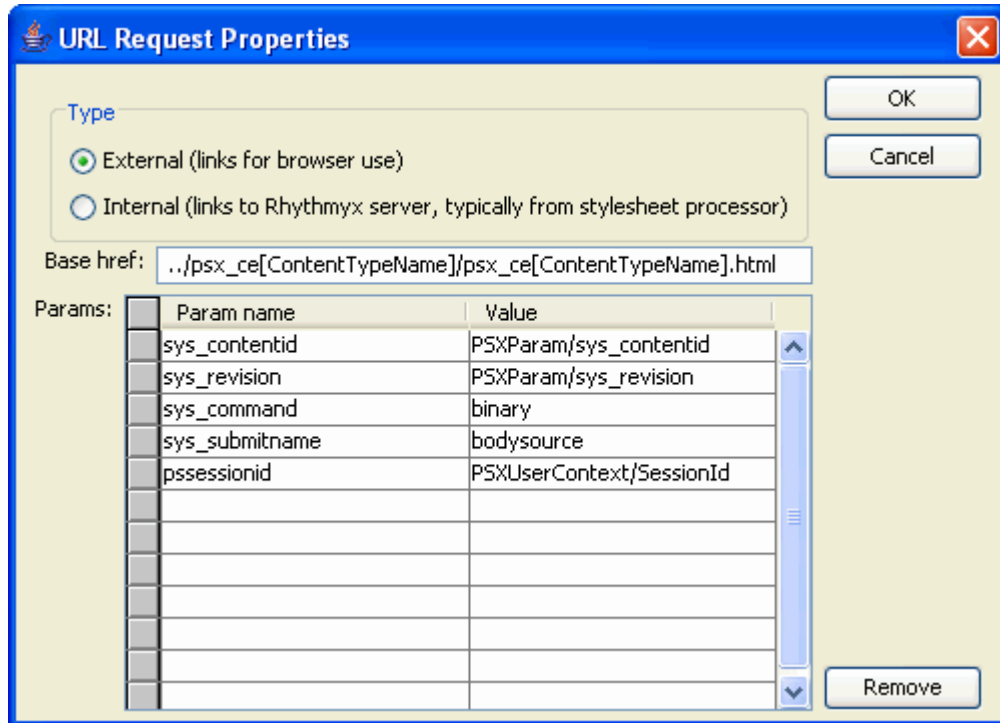 URL Request Properties
OK
Type
External (links for browser use)
Cancel
Internal (links to Rhythmyx server, typically from stylesheet processor)
Base href: ../psx_ce[ContentTypeName]/psx_ce[ContentTypeName].html
Params: Param name Value
sys_contentid PSXParam/sys_contentid
sys_revision PSXParam/sys_revision
sys_command binary
sys_submitname bodysource
pssessionid PSXUserContext/SessionId
Remove